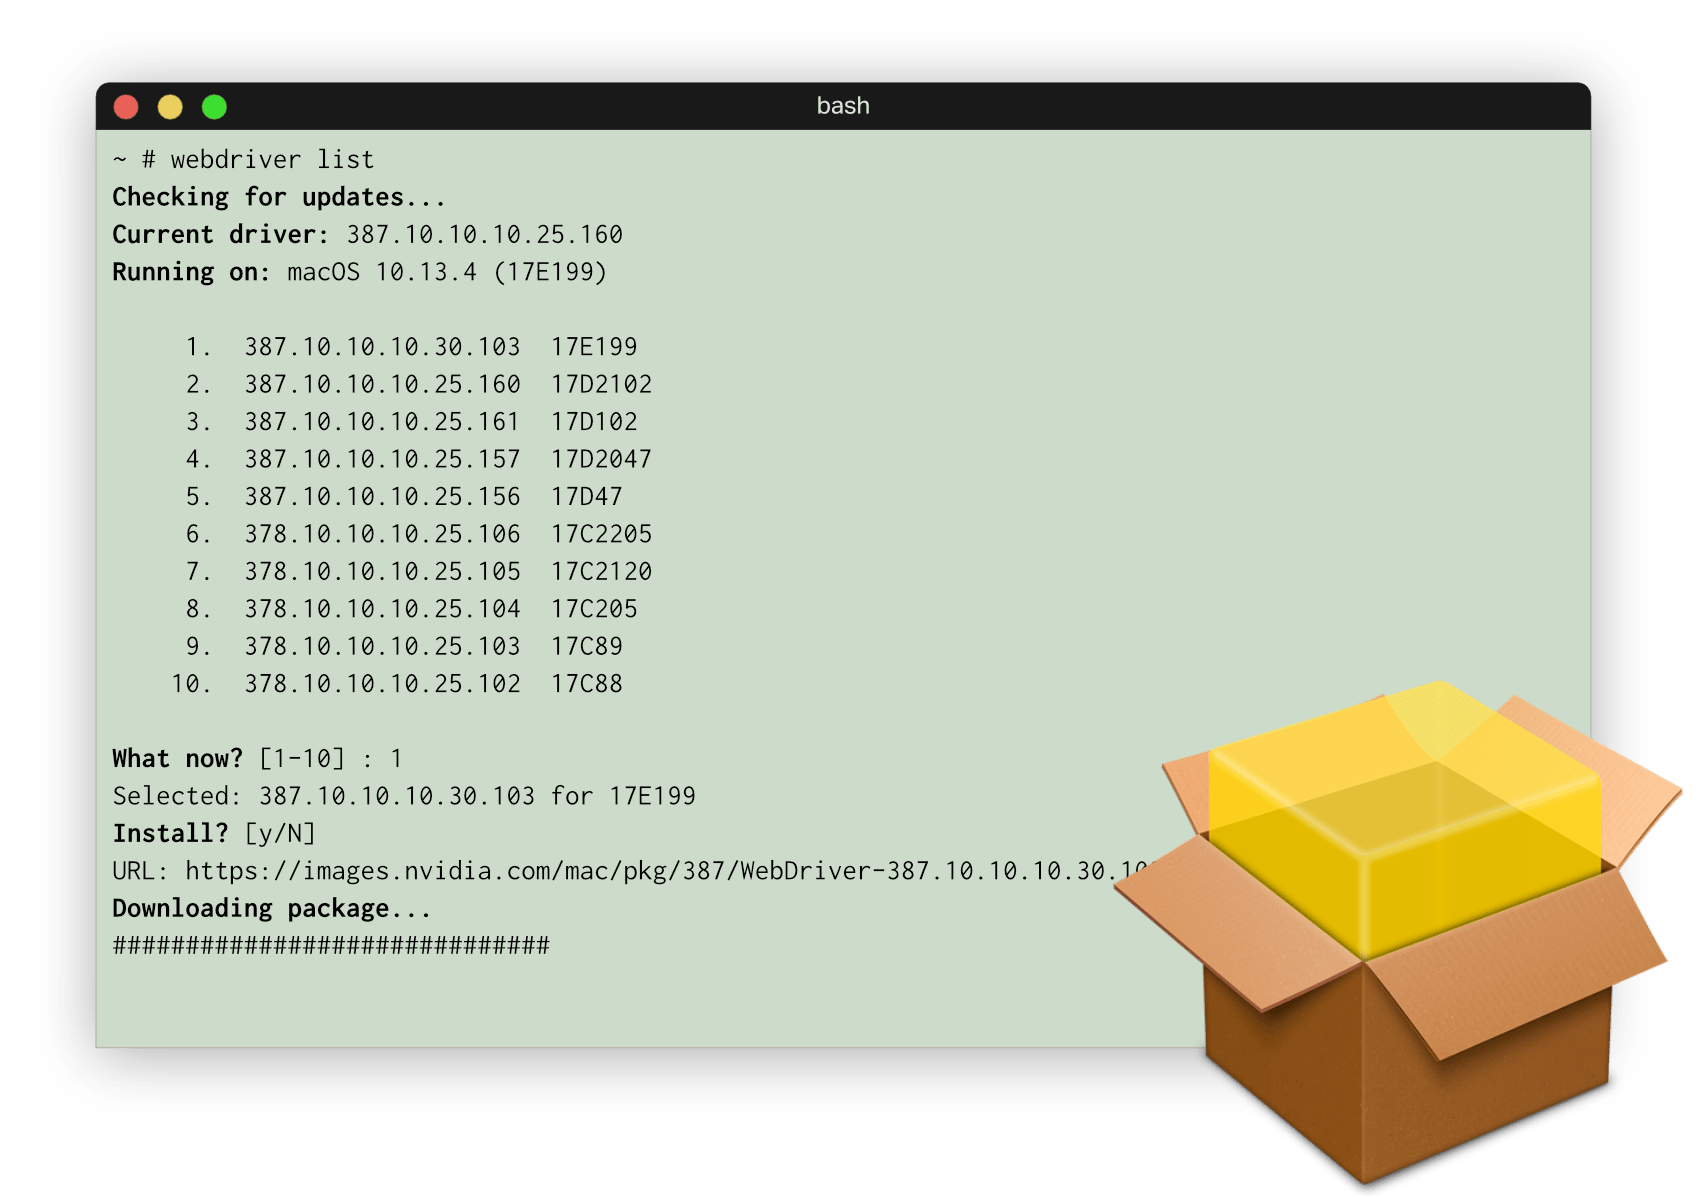 bash
~ # webdriver list
Checking for updates...
Current driver: 387.10.10.10.25.160
Running on: macOS 10.13.4 (17E199)
1. 387.10.10.10.30.103 17E199
2. 387.10.10.10.25.160 17D2102
3. 387.10.10.10.25.161 17D102
4. 387.10.10.10.25.157 17D2047
5. 387.10.10.10.25.156 17D47
6. 378.10.10.10.25.106 17C2205
7. 378.10.10.10.25.105 17C2120
8. 378.10.10.10.25.104 17C205
9. 378.10.10.10.25.103 17C89
10. 378.10.10.10.25.102 17C88
What now? [1-10] : 1
Selected: 387.10.10.10.30.103 for 17E199
Install? [y/N]
URL: https://images.nvidia.com/mac/pkg/387/WebDriver-387.10.10.10.30.10
Downloading package...
##############################